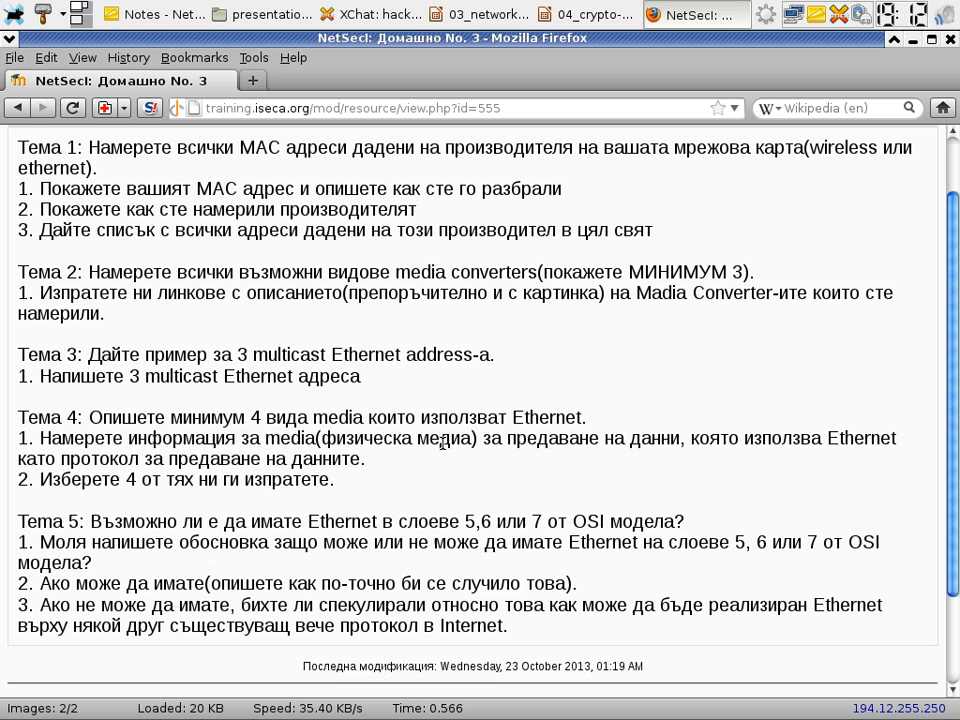 Notes - Net...
presentatio...
XChat: hack...
03_network...
04_crypto-...
NetSecI: ...
19:12
NetSecI: Домашно No. 3 - Mozilla Firefox
File Edit View History Bookmarks Tools Help
NetSecI: Домашно No. 3
training.iseca.org/mod/resource/view.php?id=555
Wikipedia (en)
Тема 1: Намерете всички MAC адреси дадени на производителя на вашата мрежова карта(wireless или
ethernet).
1. Покажете вашият MAC адрес и опишете как сте го разбрали
2. Покажете как сте намерили производителят
3. Дайте списък с всички адреси дадени на този производител в цял свят
Тема 2: Намерете всички възможни видове media converters(покажете МИНИМУМ 3).
1. Изпратете ни линкове с описанието(препоръчително и с картинка) на Madia Converter-ите които сте
намерили.
Тема 3: Дайте пример за 3 multicast Ethernet address-а.
1. Напишете 3 multicast Ethernet адреса
Тема 4: Опишете минимум 4 вида media които използват Ethernet.
1. Намерете информация за media(физическа медиа) за предаване на данни, която използва Ethernet
като протокол за предаване на данните.
2. Изберете 4 от тях ни ги изпратете.
Tema 5: Възможно ли е да имате Ethernet в слоеве 5,6 или 7 от OSI модела?
1. Моля напишете обосновка защо може или не може да имате Ethernet на слоеве 5, 6 или 7 от OSI
модела?
2. Ако може да имате(опишете как по-точно би се случило това).
3. Ако не може да имате, бихте ли спекулирали относно това как може да бъде реализиран Ethernet
върху някой друг съществуващ вече протокол в Internet.
Последна модификация: Wednesday, 23 October 2013, 01:19 AM
Images: 2/2 Loaded: 20 KB Speed: 35.40 KB/s Time: 0.566 194.12.255.250